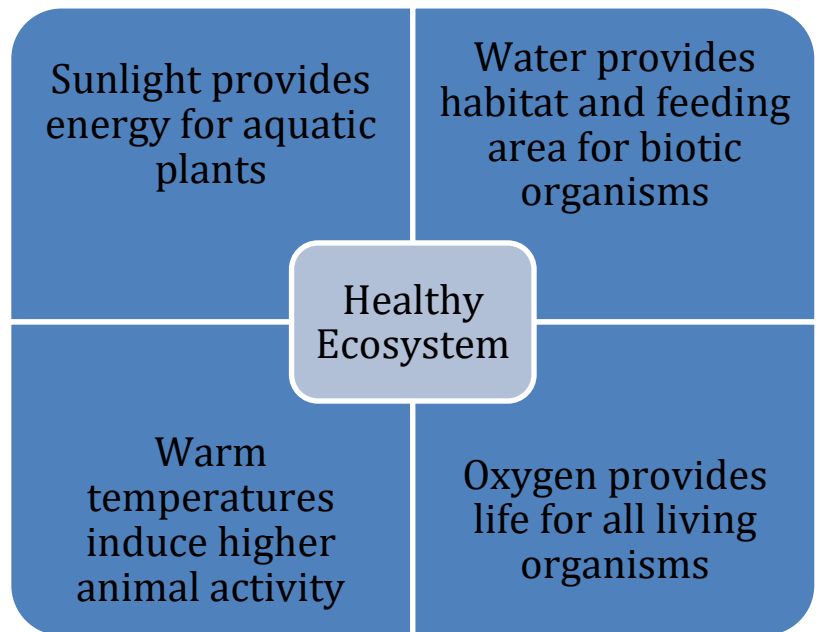 Sunlight provides
energy for aquatic
plants
Water provides
habitat and feeding
area for biotic
organisms
Healthy
Ecosystem
Warm
temperatures
induce higher
animal activity
Oxygen provides
life for all living
organisms